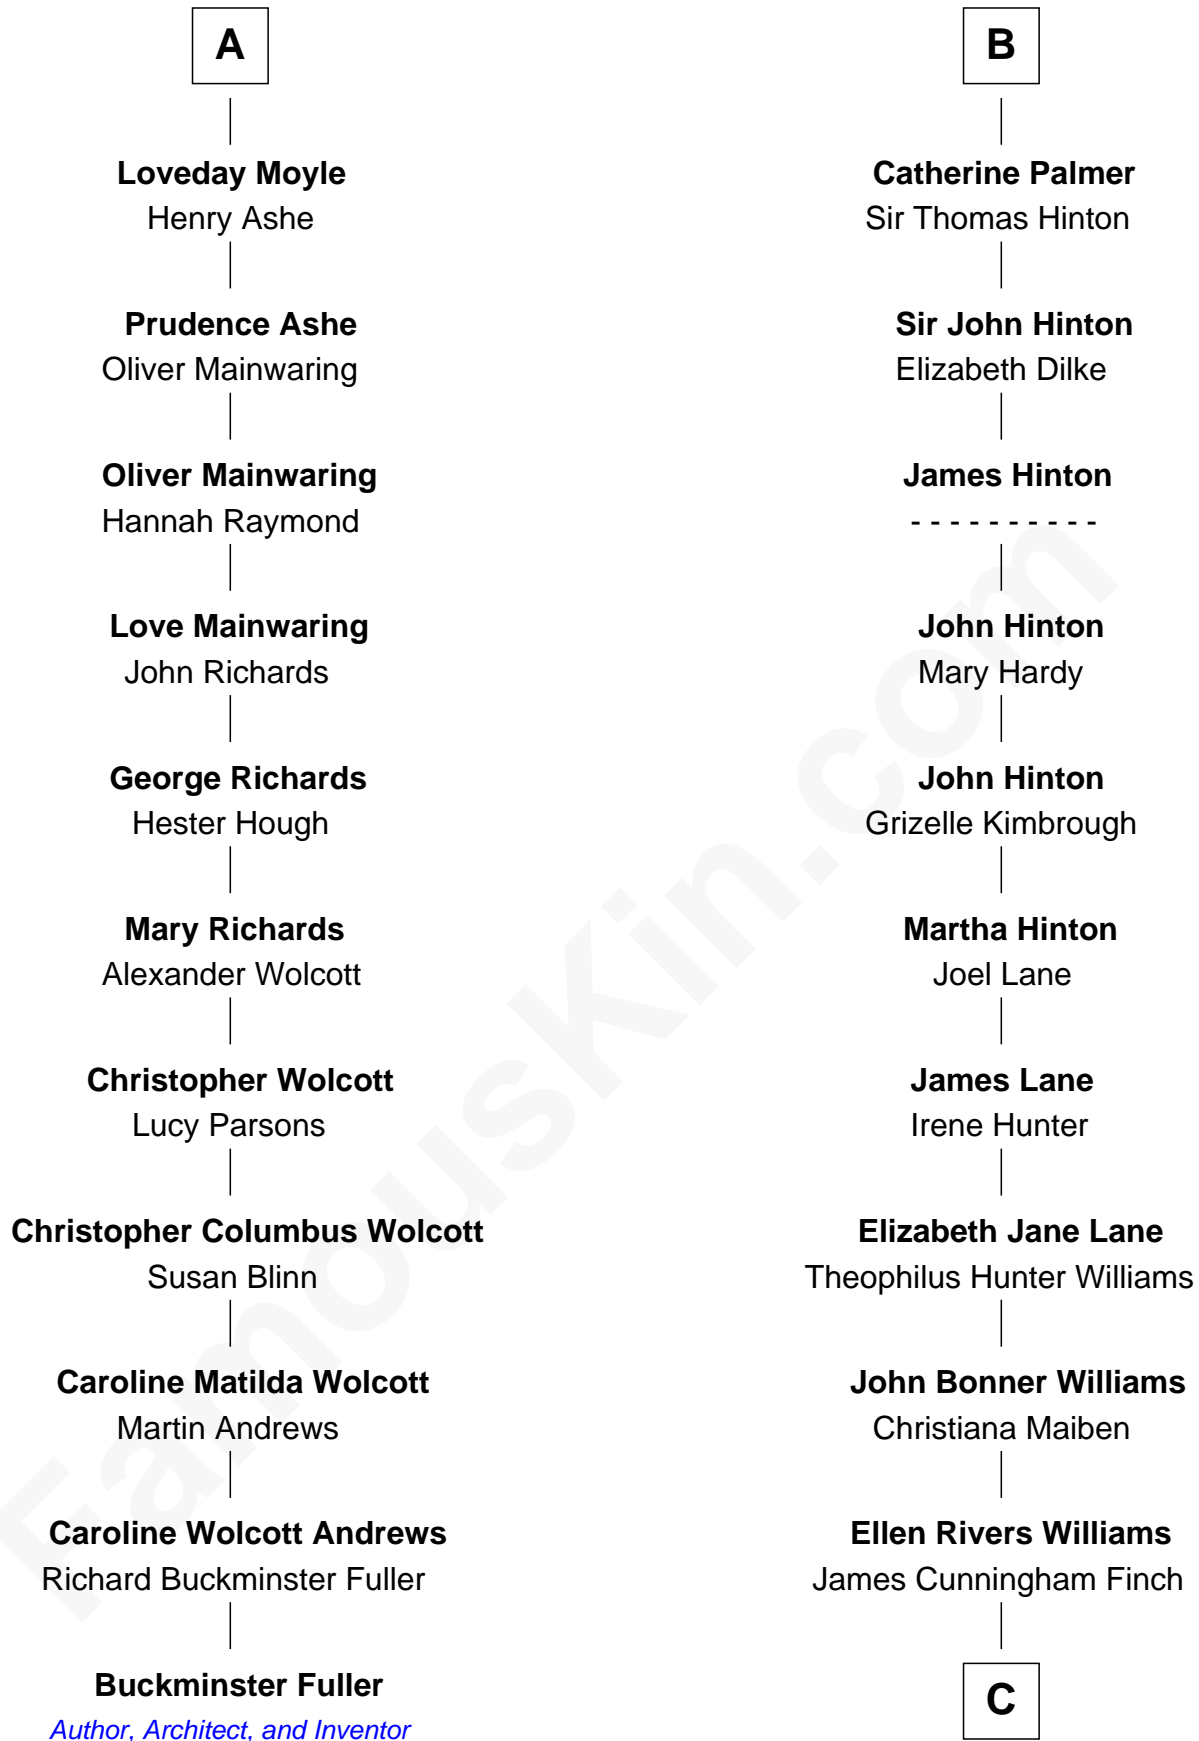 A
Loveday Moyle
Henry Ashe
Prudence Ashe
Oliver Mainwaring
Oliver Mainwaring
Hannah Raymond
Love Mainwaring
John Richards
George Richards
Hester Hough
Mary Richards
Alexander Wolcott
Christopher Wolcott
Lucy Parsons
Christopher Columbus Wolcott
Susan Blinn
Caroline Matilda Wolcott
Martin Andrews
Caroline Wolcott Andrews
Richard Buckminster Fuller
Buckminster Fuller
Author, Architect, and Inventor
B
Catherine Palmer
Sir Thomas Hinton
Sir John Hinton
Elizabeth Dilke
James Hinton
- - - - - - - - - -
John Hinton
Mary Hardy
John Hinton
Grizelle Kimbrough
Martha Hinton
Joel Lane
James Lane
Irene Hunter
Elizabeth Jane Lane
Theophilus Hunter Williams
John Bonner Williams
Christiana Maiben
Ellen Rivers Williams
James Cunningham Finch
C
FamousKin.com